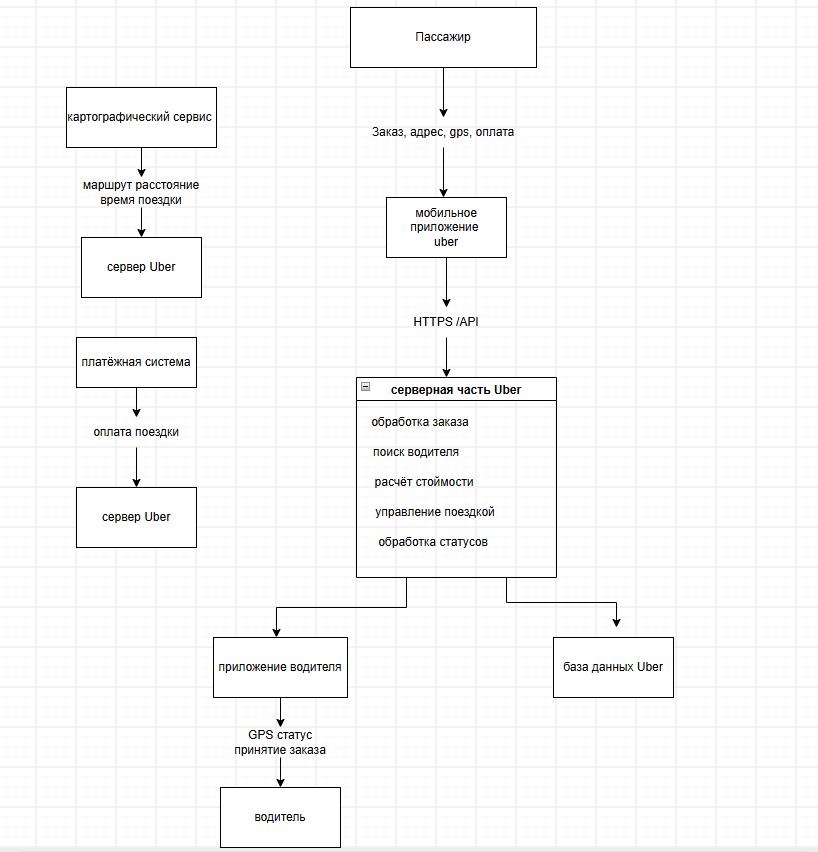 Пассажир
Заказ, адрес, gps, оплата
мобильное
приложение
uber
HTTPS /API
серверная часть Uber
обработка заказа
поиск водителя
расчёт стоимости
управление поездкой
обработка статусов
картографический сервис
маршрут расстояние
время поездки
сервер Uber
платёжная система
оплата поездки
сервер Uber
приложение водителя
GPS статус
принятие заказа
водитель
база данных Uber